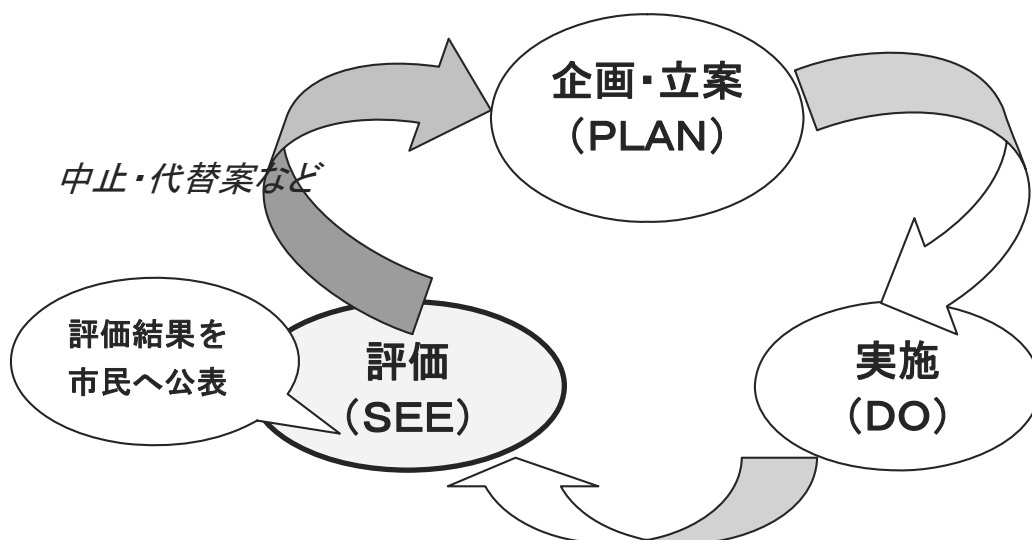 企画・立案
(PLAN)
中止・代替案など
評価結果を
市民へ公表
評価
(SEE)
実施
(DO)